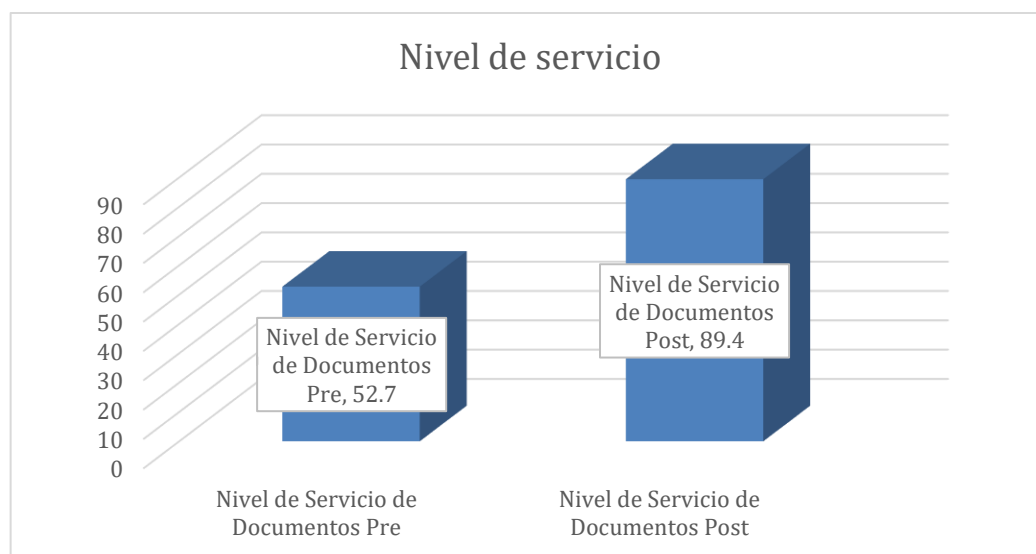 Nivel de servicio
90
80
70
60
50
40
30
20
10
0
Nivel de Servicio
de Documentos
Pre, 52.7
Nivel de Servicio
de Documentos
Post, 89.4
Nivel de Servicio de
Documentos Pre
Nivel de Servicio de
Documentos Post